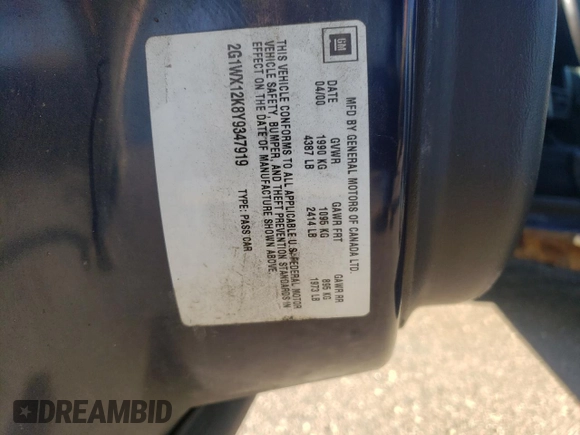 GM
MFD BY GENERAL MOTORS OF CANADA LTD.
DATE GVWR GAWR FRT GAWR RR
04/00 1990 KG 1095 KG 895 KG
4387 LB 2414 LB 1973 LB
THIS VEHICLE CONFORMS TO ALL APPLICABLE U.S. FEDERAL MOTOR
VEHICLE SAFETY, BUMPER, AND THEFT PREVENTION STANDARDS IN
EFFECT ON THE DATE OF MANUFACTURE SHOWN ABOVE.
2G1WX12K8Y9347919 TYPE: PASS CAR
DREAMBID